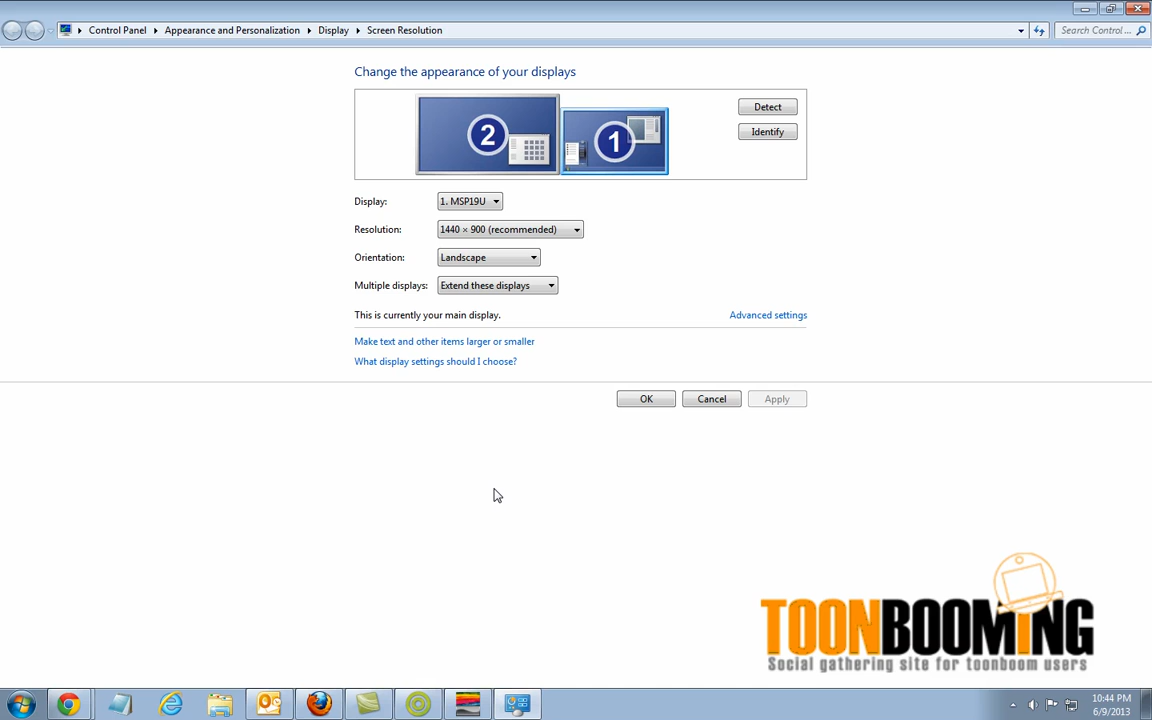 Control Panel Appearance and Personalization Display Screen Resolution
Search Control ...
Change the appearance of your displays
2
1
Detect
Identify
Display: 1. MSP19U
Resolution: 1440 × 900 (recommended)
Orientation: Landscape
Multiple displays: Extend these displays
This is currently your main display. Advanced settings
Make text and other items larger or smaller
What display settings should I choose?
OK Cancel Apply
TOONBOOMING
Social gathering site for toonboom users
10:44 PM
6/9/2013